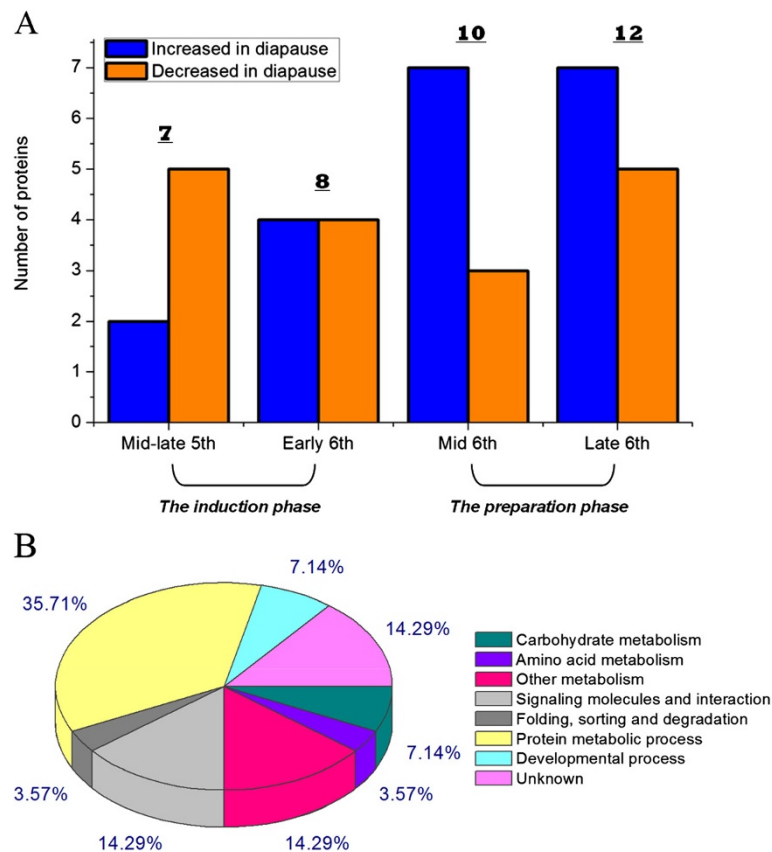 A
10
12
Increased in diapause
Decreased in diapause
7
6
5
4
3
2
1
0
Number of proteins
7
8
Mid-late 5th Early 6th Mid 6th Late 6th
The induction phase The preparation phase
B
7.14%
35.71%
14.29%
7.14%
3.57%
3.57%
14.29%
14.29%
Carbohydrate metabolism
Amino acid metabolism
Other metabolism
Signaling molecules and interaction
Folding, sorting and degradation
Protein metabolic process
Developmental process
Unknown